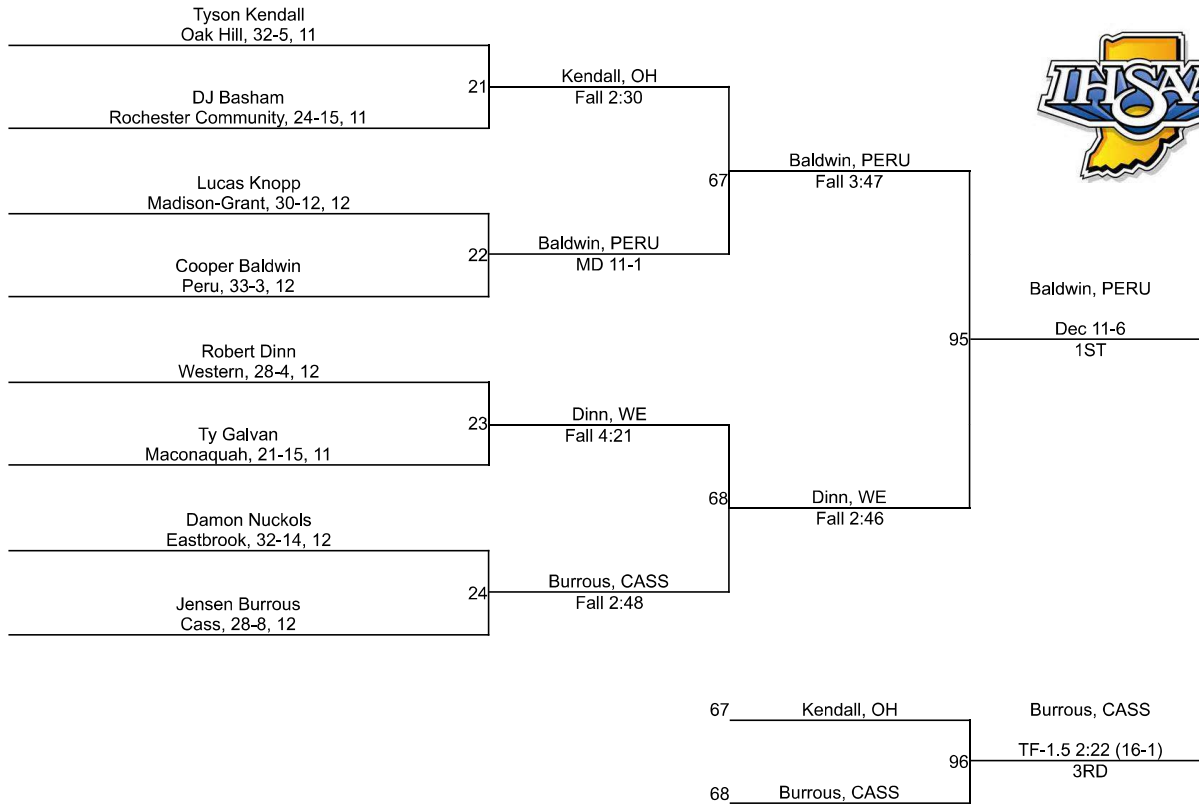 Tyson Kendall
Oak Hill, 32-5, 11
DJ Basham
Rochester Community, 24-15, 11
Lucas Knopp
Madison-Grant, 30-12, 12
Cooper Baldwin
Peru, 33-3, 12
Robert Dinn
Western, 28-4, 12
Ty Galvan
Maconaquah, 21-15, 11
Damon Nuckols
Eastbrook, 32-14, 12
Jensen Burrous
Cass, 28-8, 12
21
Kendall, OH
Fall 2:30
22
Baldwin, PERU
MD 11-1
23
Dinn, WE
Fall 4:21
24
Burrous, CASS
Fall 2:48
67
Baldwin, PERU
Fall 3:47
68
Dinn, WE
Fall 2:46
IHSAA
95
Baldwin, PERU
Dec 11-6
1ST
67
Kendall, OH
68
Burrous, CASS
96
Burrous, CASS
TF-1.5 2:22 (16-1)
3RD